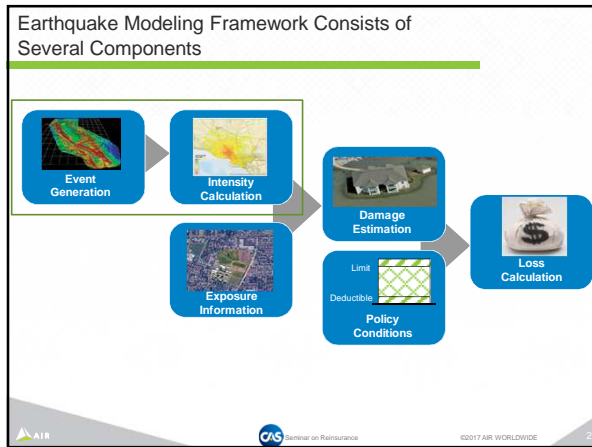 Earthquake Modeling Framework Consists of
Several Components
Event
Generation
Intensity
Calculation
Exposure
Information
Damage
Estimation
Limit
Deductible
Policy
Conditions
$
Loss
Calculation
AIR
CAS Seminar on Reinsurance
©2017 AIR WORLDWIDE
2